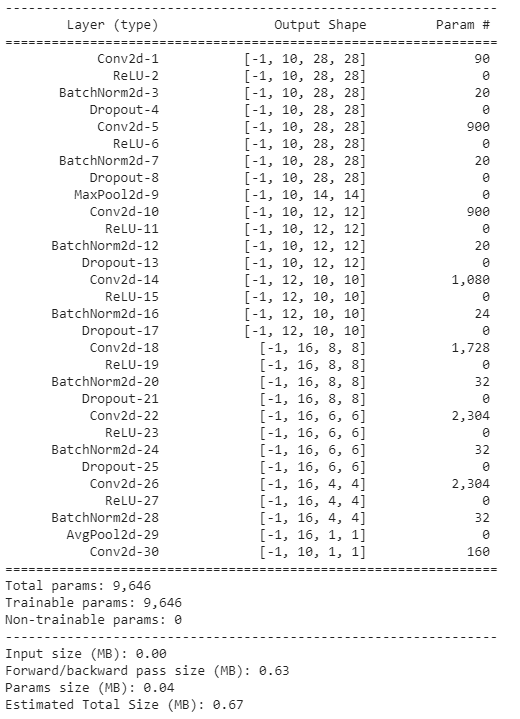 ----------------------------------------------------------------
        Layer (type)               Output Shape         Param #
================================================================
            Conv2d-1           [-1, 10, 28, 28]              90
              ReLU-2           [-1, 10, 28, 28]               0
       BatchNorm2d-3           [-1, 10, 28, 28]              20
           Dropout-4           [-1, 10, 28, 28]               0
            Conv2d-5           [-1, 10, 28, 28]             900
              ReLU-6           [-1, 10, 28, 28]               0
       BatchNorm2d-7           [-1, 10, 28, 28]              20
           Dropout-8           [-1, 10, 28, 28]               0
         MaxPool2d-9           [-1, 10, 14, 14]               0
           Conv2d-10           [-1, 10, 12, 12]             900
             ReLU-11           [-1, 10, 12, 12]               0
      BatchNorm2d-12           [-1, 10, 12, 12]              20
          Dropout-13           [-1, 10, 12, 12]               0
           Conv2d-14           [-1, 12, 10, 10]           1,080
             ReLU-15           [-1, 12, 10, 10]               0
      BatchNorm2d-16           [-1, 12, 10, 10]              24
          Dropout-17           [-1, 12, 10, 10]               0
           Conv2d-18             [-1, 16, 8, 8]           1,728
             ReLU-19             [-1, 16, 8, 8]               0
      BatchNorm2d-20             [-1, 16, 8, 8]              32
          Dropout-21             [-1, 16, 8, 8]               0
           Conv2d-22             [-1, 16, 6, 6]           2,304
             ReLU-23             [-1, 16, 6, 6]               0
      BatchNorm2d-24             [-1, 16, 6, 6]              32
          Dropout-25             [-1, 16, 6, 6]               0
           Conv2d-26             [-1, 16, 4, 4]           2,304
             ReLU-27             [-1, 16, 4, 4]               0
      BatchNorm2d-28             [-1, 16, 4, 4]              32
        AvgPool2d-29             [-1, 16, 1, 1]               0
           Conv2d-30             [-1, 10, 1, 1]             160
================================================================
Total params: 9,646
Trainable params: 9,646
Non-trainable params: 0
----------------------------------------------------------------
Input size (MB): 0.00
Forward/backward pass size (MB): 0.63
Params size (MB): 0.04
Estimated Total Size (MB): 0.67